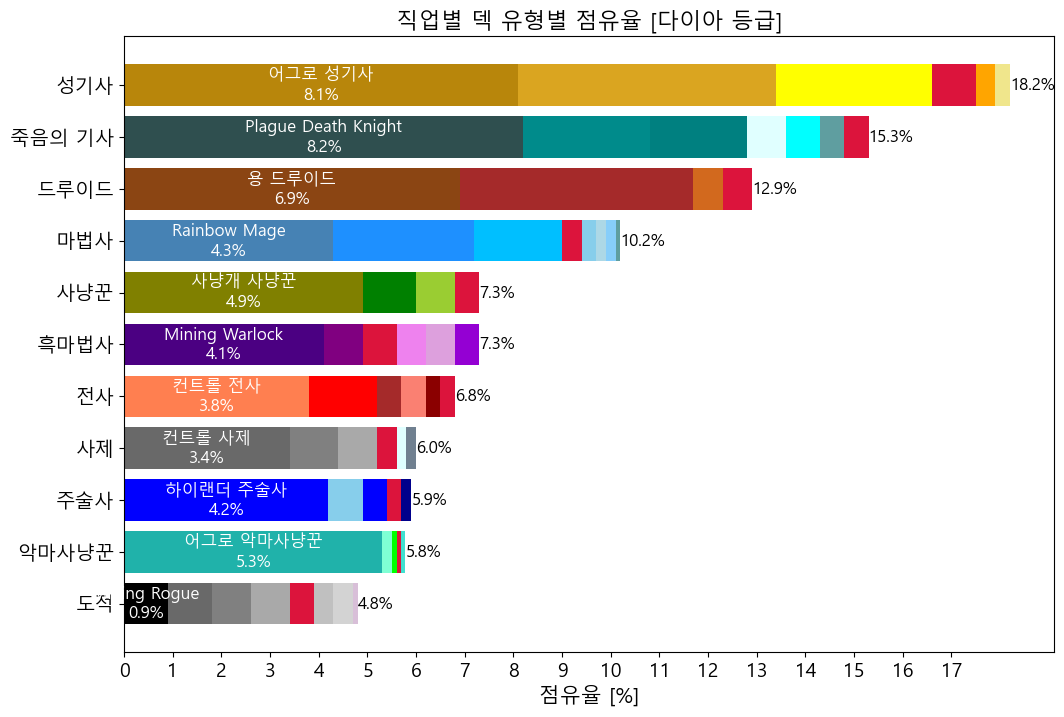 직업별 덱 유형별 점유율 [다이아 등급]
성기사
어그로 성기사
8.1%
18.2%
죽음의 기사
Plague Death Knight
8.2%
15.3%
드루이드
용 드루이드
6.9%
12.9%
마법사
Rainbow Mage
4.3%
10.2%
사냥꾼
사냥개 사냥꾼
4.9%
7.3%
흑마법사
Mining Warlock
4.1%
7.3%
전사
컨트롤 전사
3.8%
6.8%
사제
컨트롤 사제
3.4%
6.0%
주술사
하이랜더 주술사
4.2%
5.9%
악마사냥꾼
어그로 악마사냥꾼
5.3%
5.8%
도적
ng Rogue
0.9%
4.8%
0 1 2 3 4 5 6 7 8 9 10 11 12 13 14 15 16 17
점유율 [%]